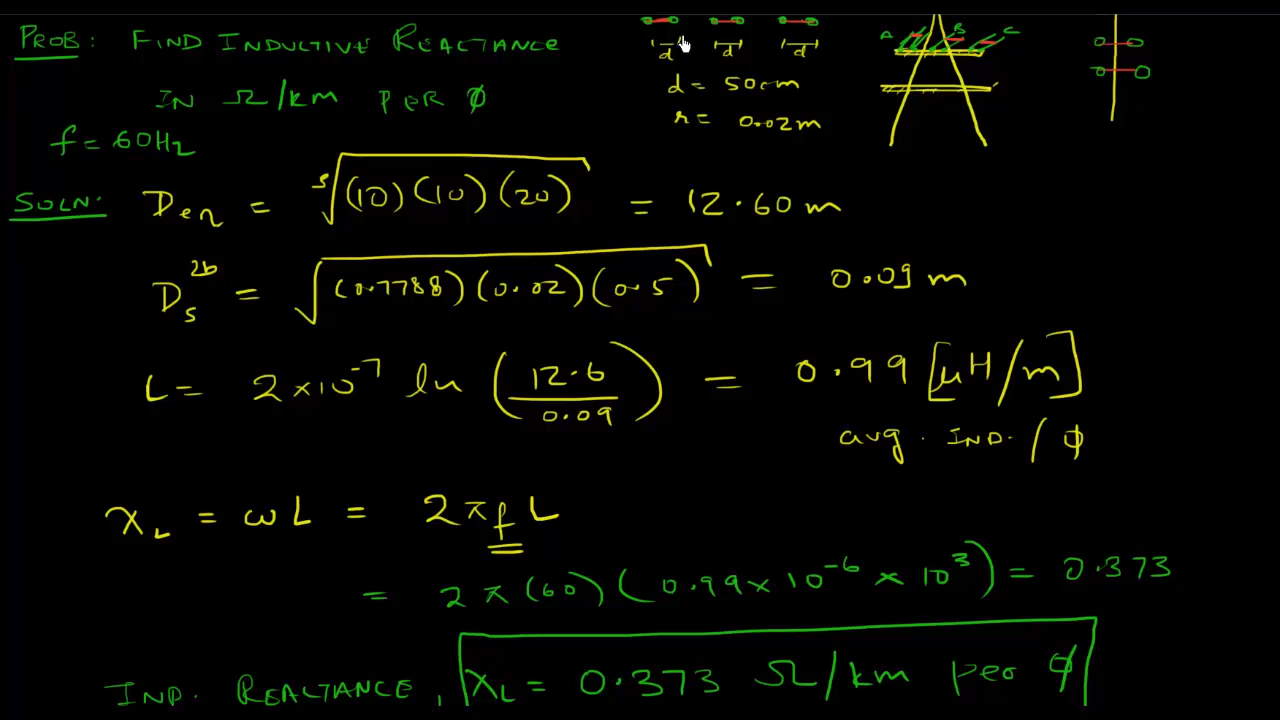 PROB: FIND INDUCTIVE REACTANCE
IN Ω/km PER ϕ
f = 60Hz
d d d
d = 50cm
r = 0.02m
A B C
SOLN: Deq = ∛(10)(10)(20) = 12.60 m
Ds^2b = √(0.7788)(0.02)(0.5) = 0.09 m
L = 2×10^-7 ln (12.6/0.09) = 0.99 [μH/m]
avg. IND. / ϕ
XL = ωL = 2πfL
= 2π(60)(0.99×10^-6 × 10^3) = 0.373
IND. REACTANCE, XL = 0.373 Ω/km per ϕ